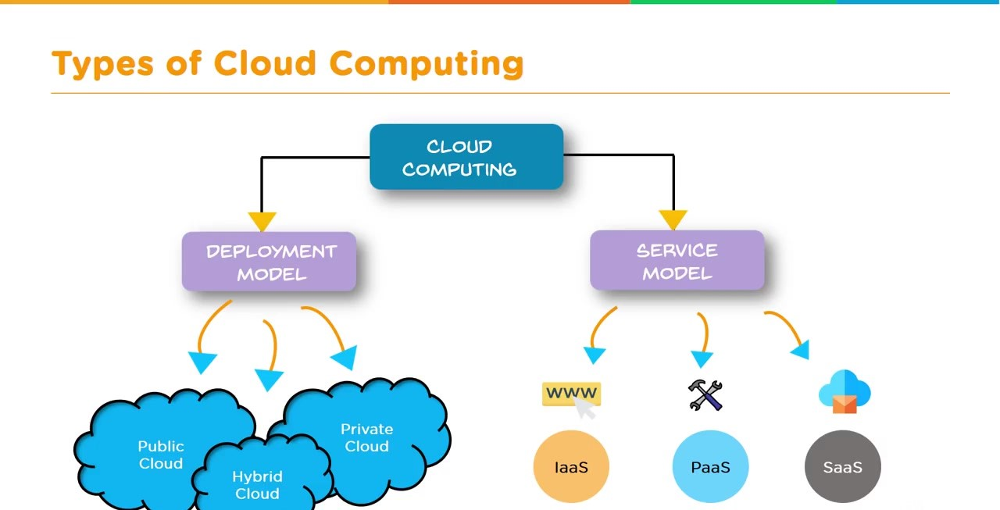 Types of Cloud Computing
CLOUD
COMPUTING
DEPLOYMENT
MODEL
SERVICE
MODEL
Public
Cloud
Hybrid
Cloud
Private
Cloud
WWW
IaaS
PaaS
SaaS